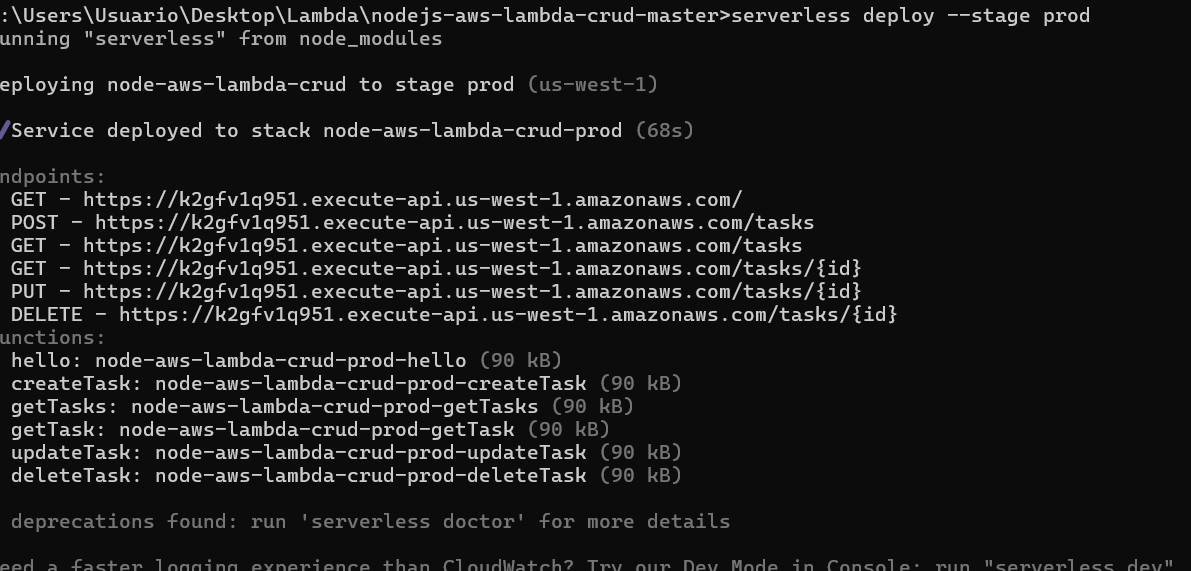 :\Users\Usuario\Desktop\Lambda\nodejs-aws-lambda-crud-master>serverless deploy --stage prod
unning "serverless" from node_modules
eploying node-aws-lambda-crud to stage prod (us-west-1)
Service deployed to stack node-aws-lambda-crud-prod (68s)
ndpoints:
GET - https://k2gfv1q951.execute-api.us-west-1.amazonaws.com/
POST - https://k2gfv1q951.execute-api.us-west-1.amazonaws.com/tasks
GET - https://k2gfv1q951.execute-api.us-west-1.amazonaws.com/tasks
GET - https://k2gfv1q951.execute-api.us-west-1.amazonaws.com/tasks/{id}
PUT - https://k2gfv1q951.execute-api.us-west-1.amazonaws.com/tasks/{id}
DELETE - https://k2gfv1q951.execute-api.us-west-1.amazonaws.com/tasks/{id}
unctions:
hello: node-aws-lambda-crud-prod-hello (90 kB)
createTask: node-aws-lambda-crud-prod-createTask (90 kB)
getTasks: node-aws-lambda-crud-prod-getTasks (90 kB)
getTask: node-aws-lambda-crud-prod-getTask (90 kB)
updateTask: node-aws-lambda-crud-prod-updateTask (90 kB)
deleteTask: node-aws-lambda-crud-prod-deleteTask (90 kB)
deprecations found: run 'serverless doctor' for more details
eed a faster logging experience than CloudWatch? Try our Dev Mode in Console: run "serverless dev"